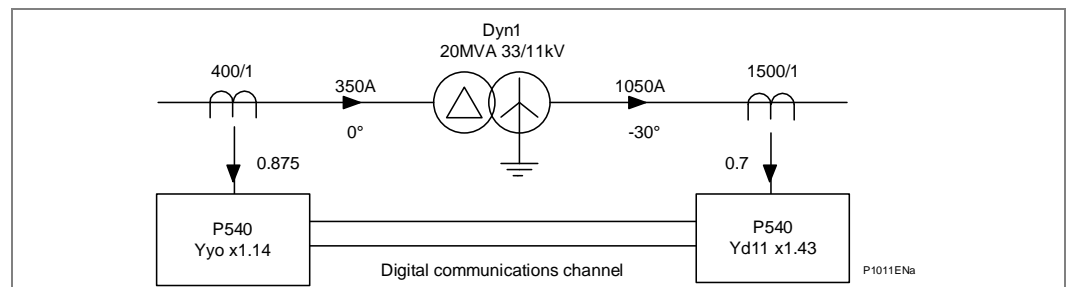 Dyn1
20MVA 33/11kV
400/1
350A
1050A
1500/1
0°
-30°
0.875
0.7
P540
Yyo x1.14
P540
Yd11 x1.43
Digital communications channel
P1011ENa